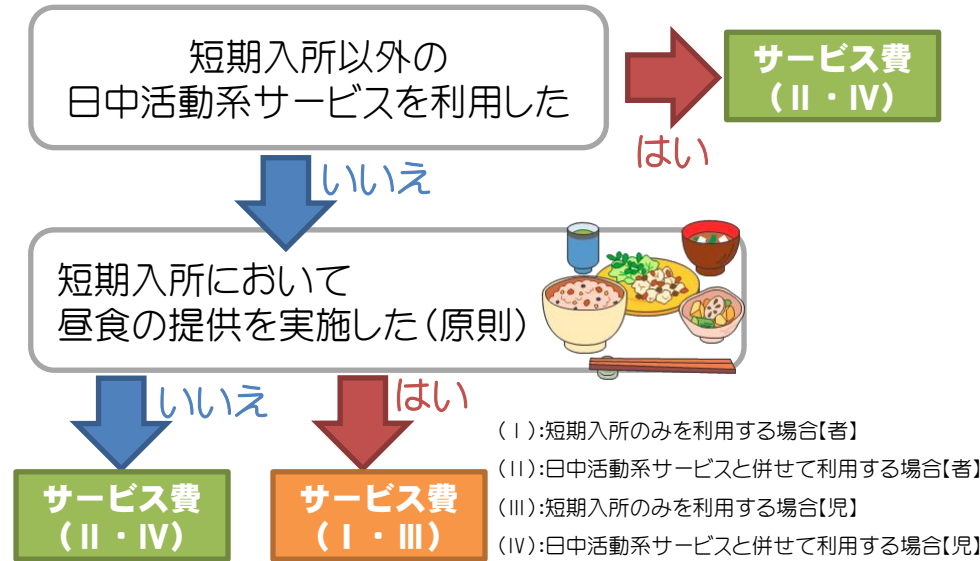 短期入所以外の
日中活動系サービスを利用した
サービス費
(Ⅱ・Ⅳ)
はい
いいえ
短期入所において
昼食の提供を実施した(原則)
いいえ
はい
サービス費
(Ⅱ・Ⅳ)
サービス費
(Ⅰ・Ⅲ)
(Ⅰ):短期入所のみを利用する場合【者】
(Ⅱ):日中活動系サービスと併せて利用する場合【者】
(Ⅲ):短期入所のみを利用する場合【児】
(Ⅳ):日中活動系サービスと併せて利用する場合【児】